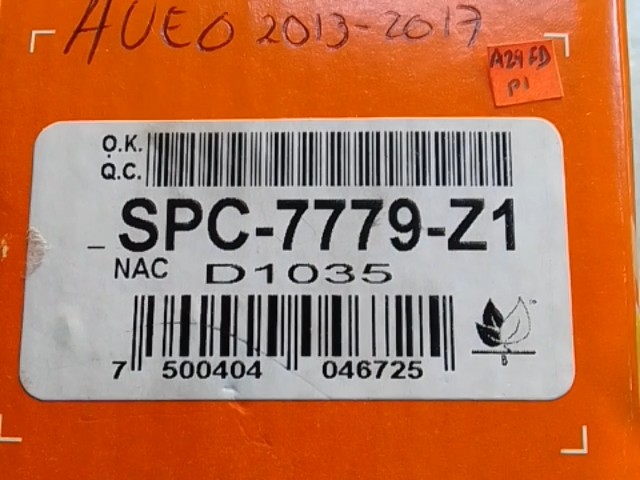 AVEO 2013-2017
A29 FD
P1
O.K.
Q.C.
_ SPC-7779-Z1
NAC D1035
7 500404 046725
B